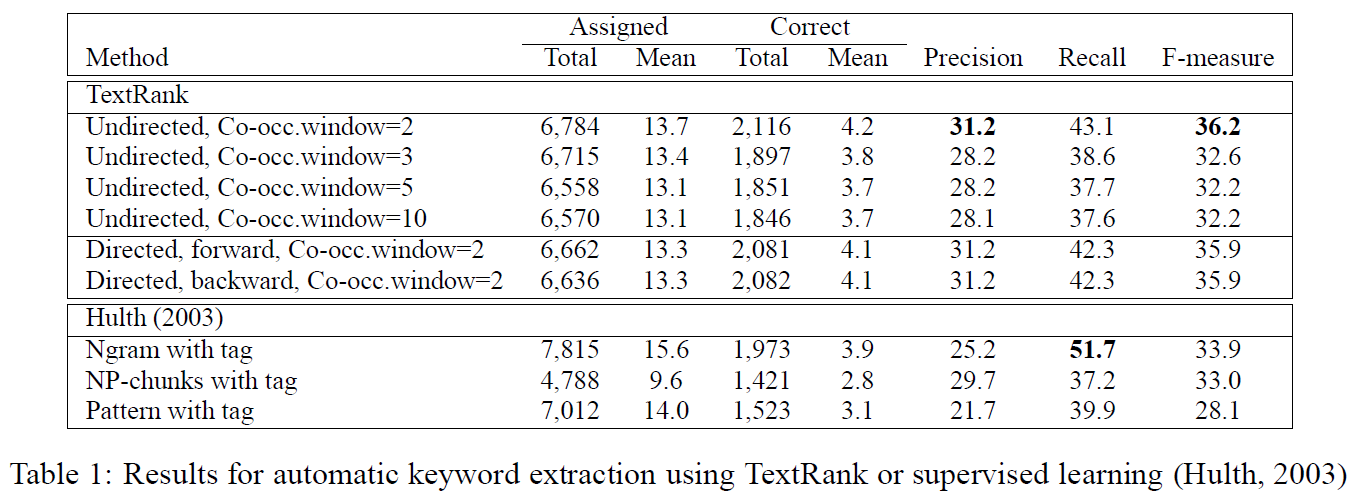 Assigned Correct
Method Total Mean Total Mean Precision Recall F-measure
TextRank
Undirected, Co-occ.window=2 6,784 13.7 2,116 4.2 31.2 43.1 36.2
Undirected, Co-occ.window=3 6,715 13.4 1,897 3.8 28.2 38.6 32.6
Undirected, Co-occ.window=5 6,558 13.1 1,851 3.7 28.2 37.7 32.2
Undirected, Co-occ.window=10 6,570 13.1 1,846 3.7 28.1 37.6 32.2
Directed, forward, Co-occ.window=2 6,662 13.3 2,081 4.1 31.2 42.3 35.9
Directed, backward, Co-occ.window=2 6,636 13.3 2,082 4.1 31.2 42.3 35.9
Hulth (2003)
Ngram with tag 7,815 15.6 1,973 3.9 25.2 51.7 33.9
NP-chunks with tag 4,788 9.6 1,421 2.8 29.7 37.2 33.0
Pattern with tag 7,012 14.0 1,523 3.1 21.7 39.9 28.1
Table 1: Results for automatic keyword extraction using TextRank or supervised learning (Hulth, 2003)